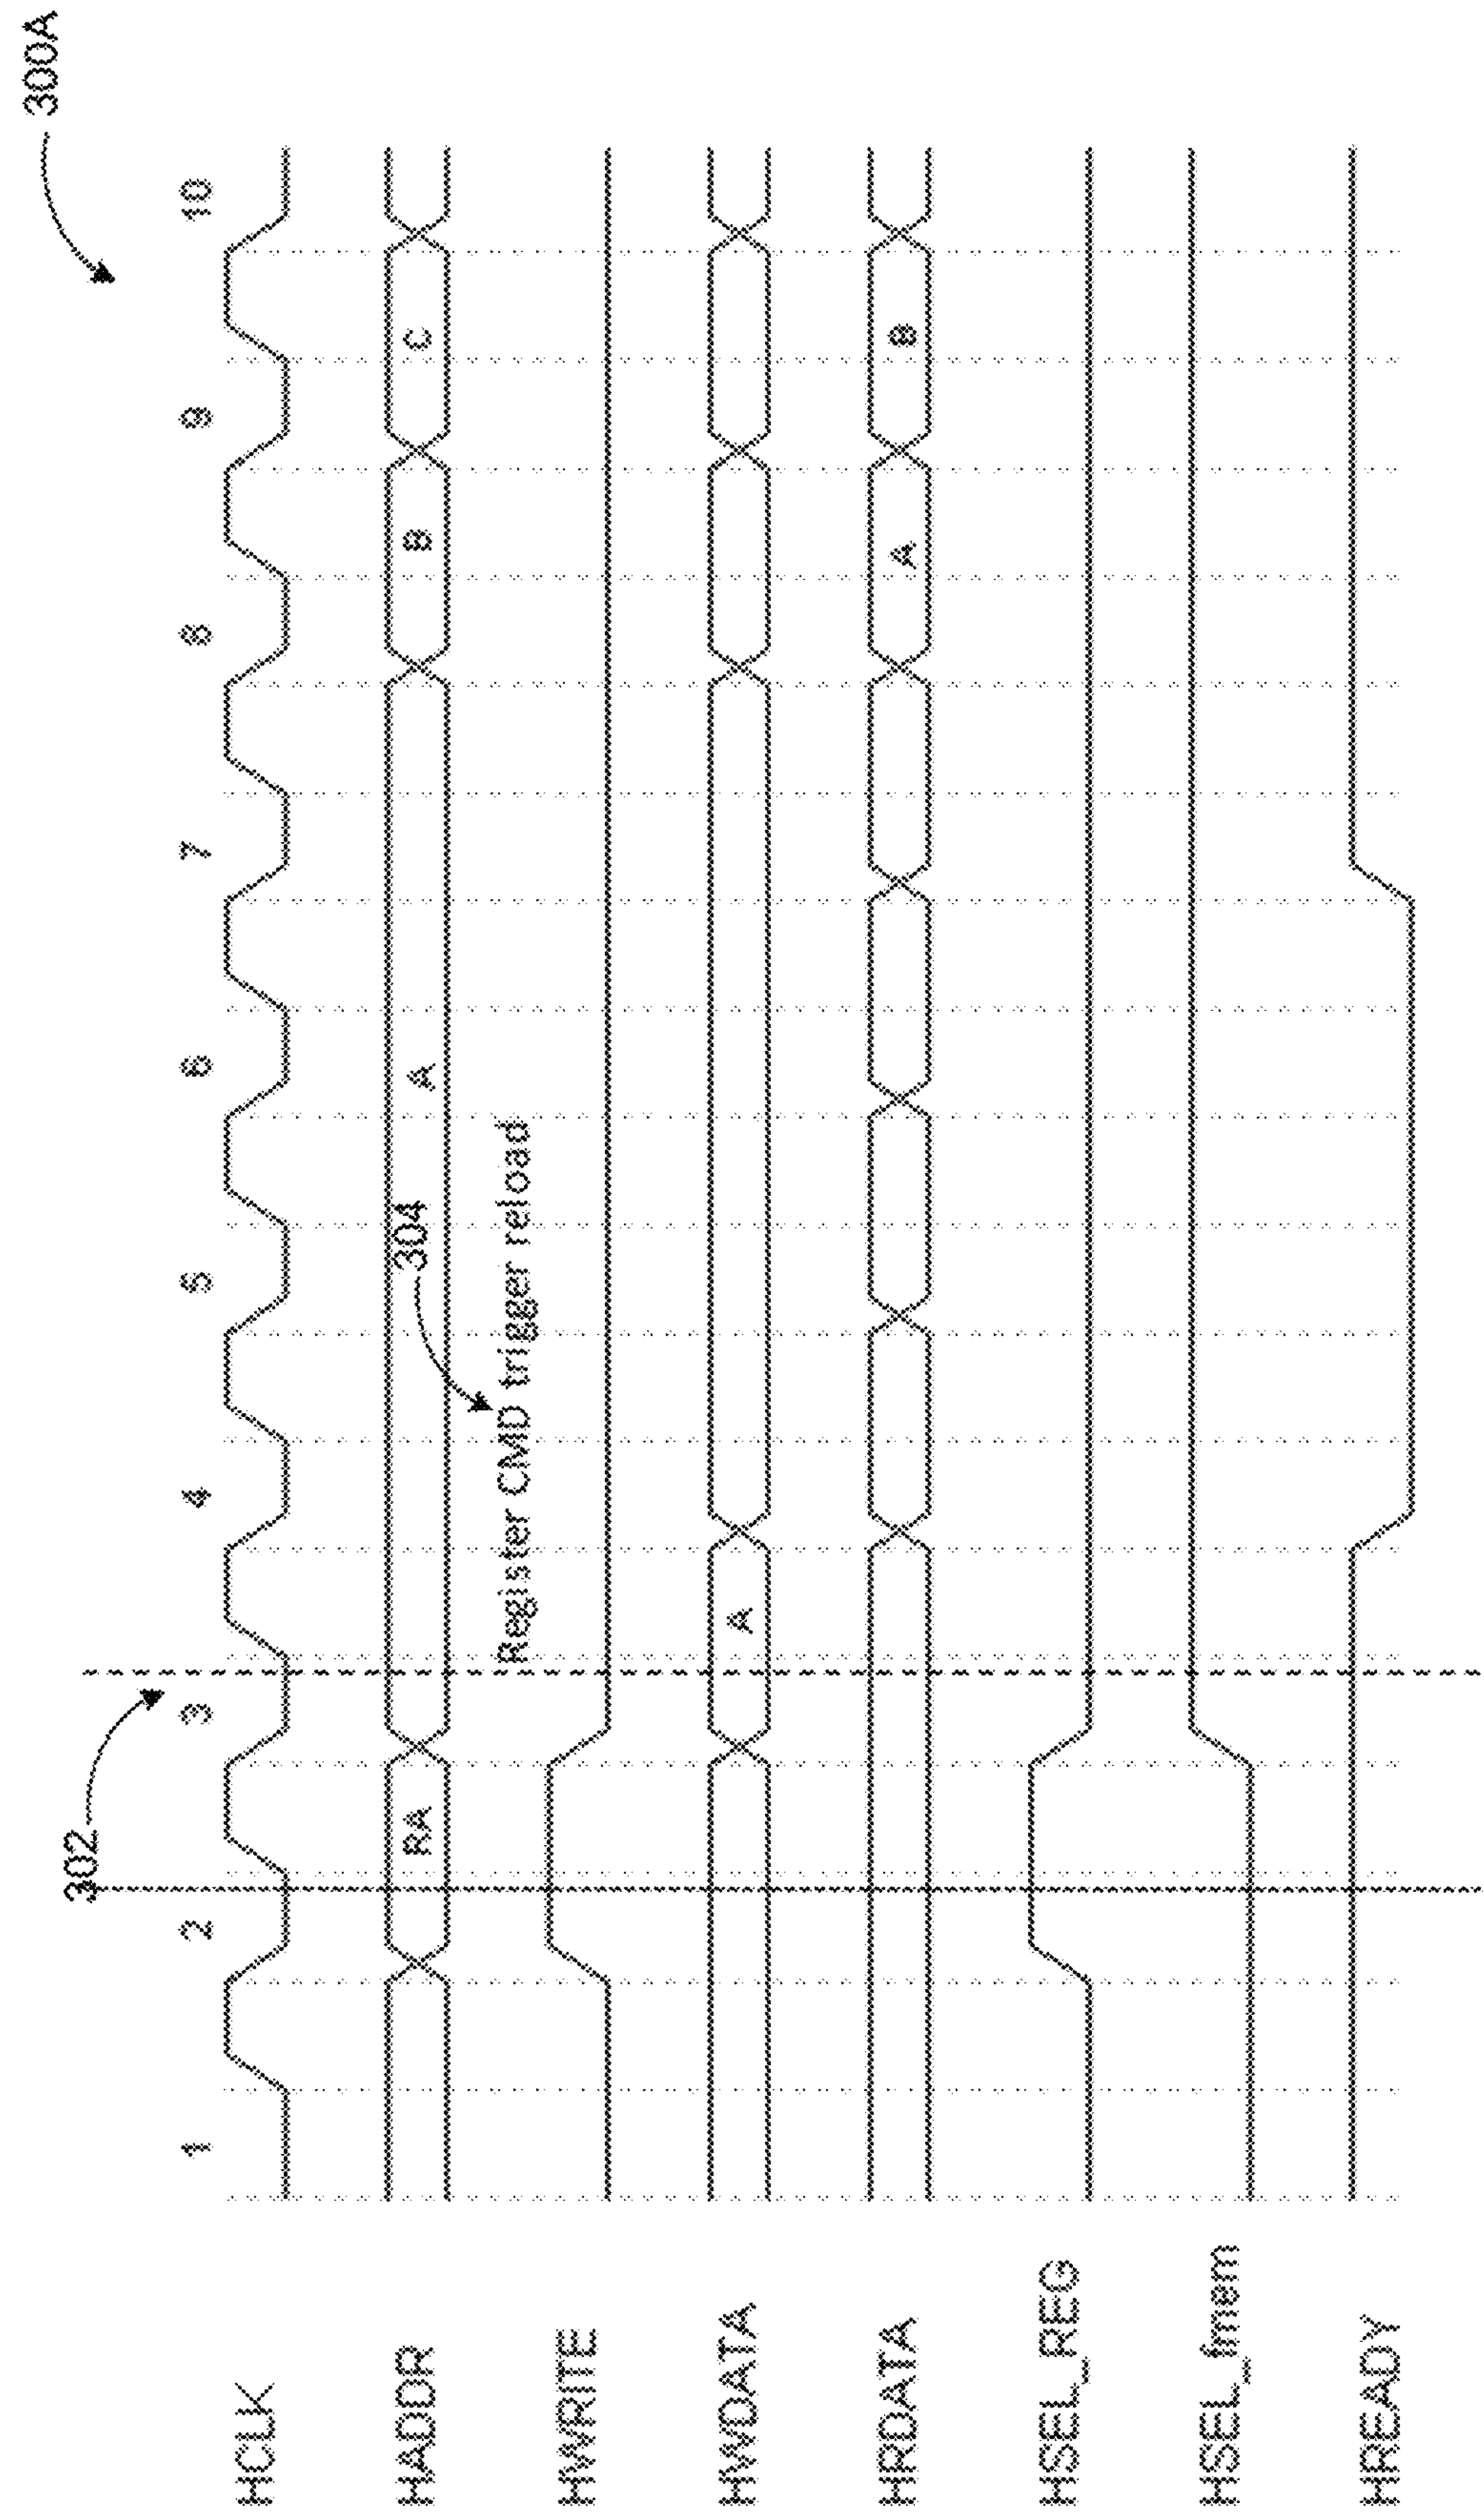 300A
302
1 2 3 4 5 6 7 8 9 10
HCLK
HADDR RA A B C
304
Register CMD trigger reload
HWRITE
HWDATA A
HRDATA A B
HSEL_REG
HSEL_fmem
HREADY